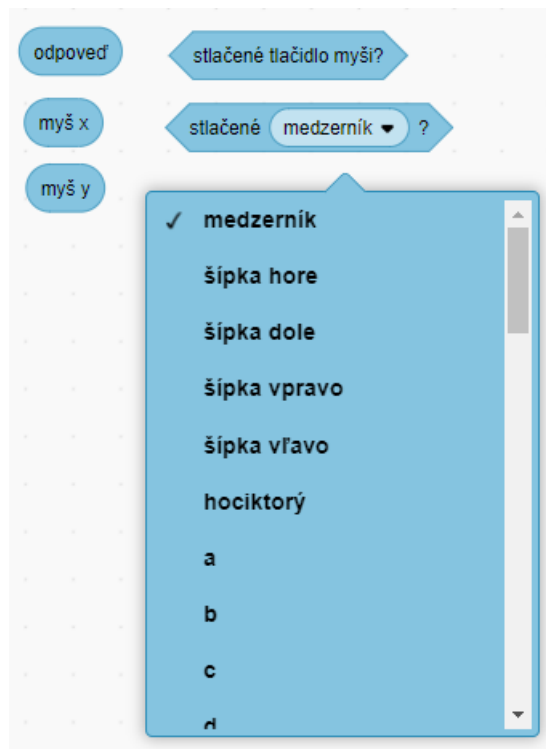 odpoveď
stlačené tlačidlo myši?
myš x
stlačené medzerník ?
myš y
✓ medzerník
šípka hore
šípka dole
šípka vpravo
šípka vľavo
hociktorý
a
b
c
d